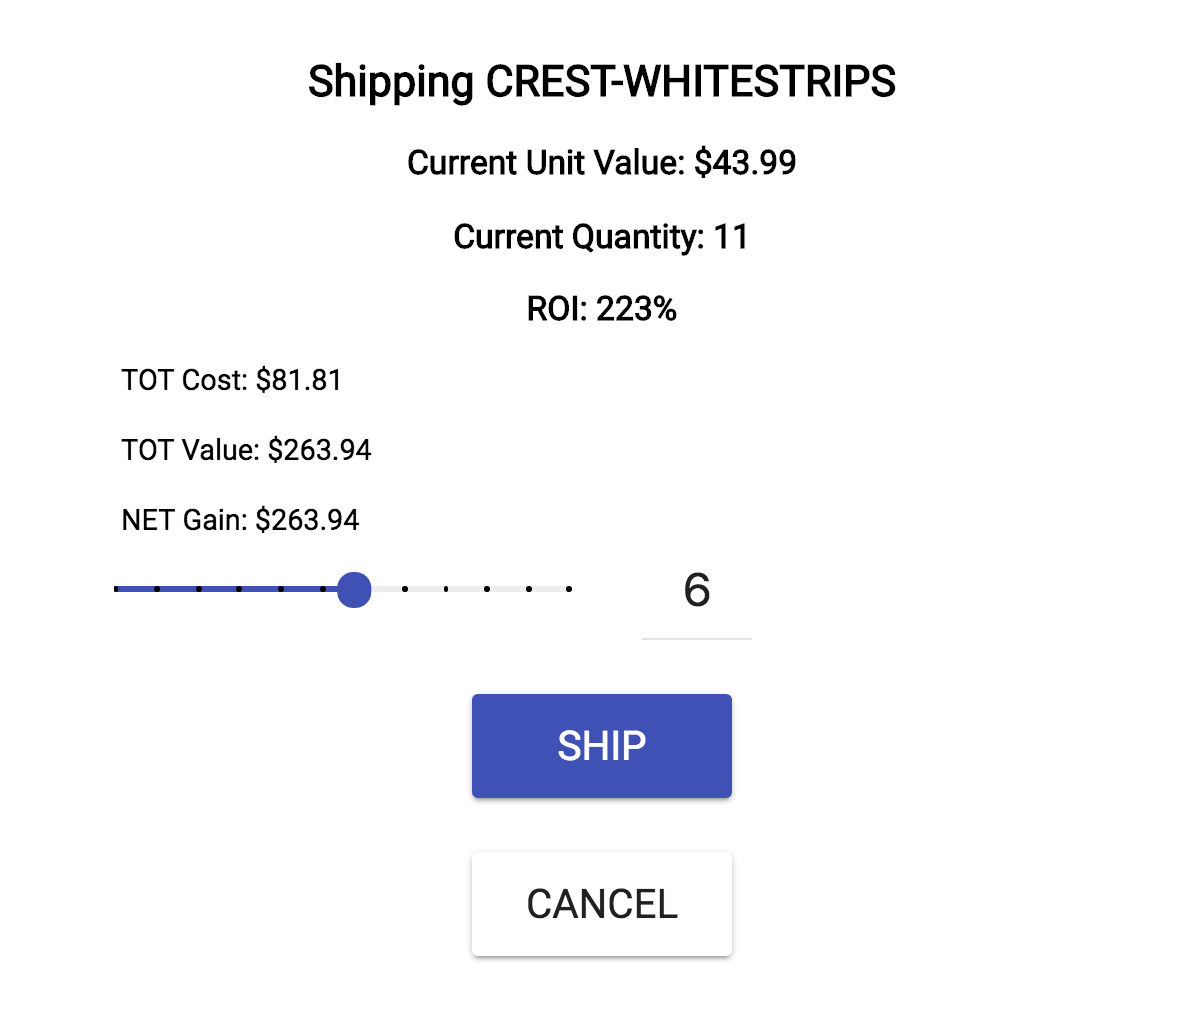 Shipping CREST-WHITESTRIPS
Current Unit Value: $43.99
Current Quantity: 11
ROI: 223%
TOT Cost: $81.81
TOT Value: $263.94
NET Gain: $263.94
6
SHIP
CANCEL